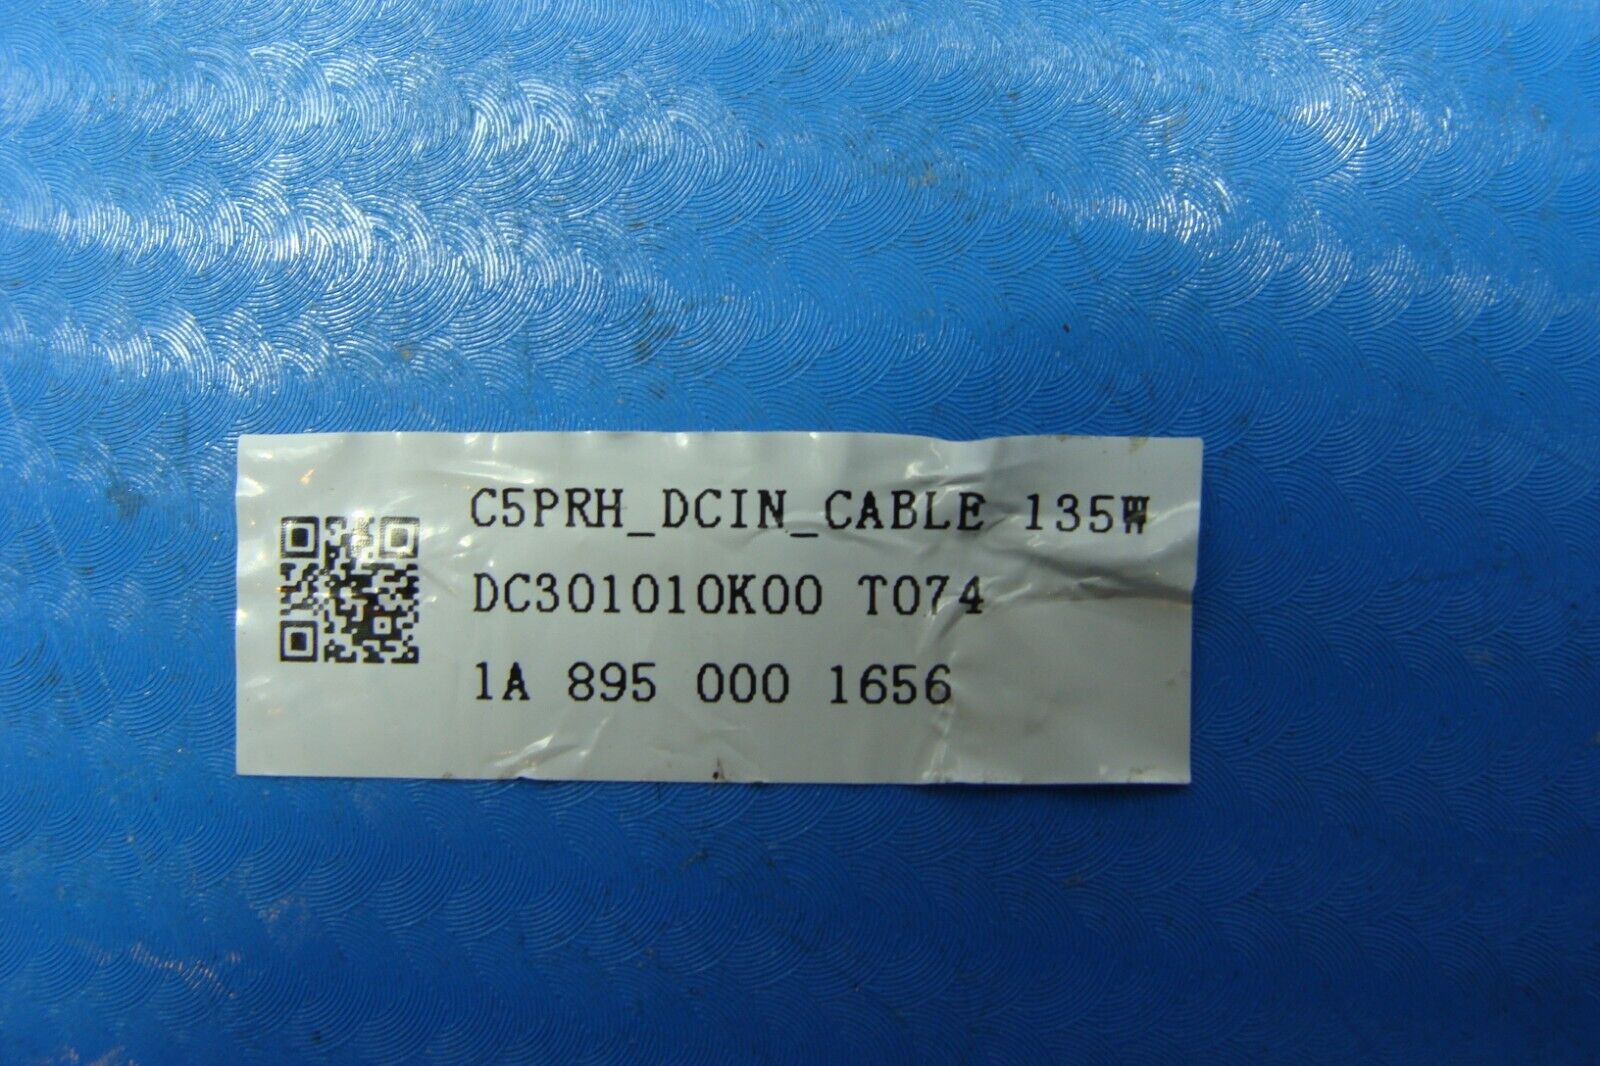 C5PRH_DCIN_CABLE 135W
DC301010K00 T074
1A 895 000 1656